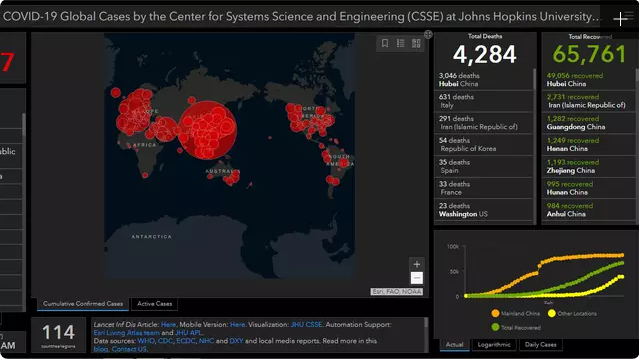 COVID-19 Global Cases by the Center for Systems Science and Engineering (CSSE) at Johns Hopkins University...
7
Total Deaths
4,284
3,046 deaths
Hubei China
631 deaths
Italy
291 deaths
Iran (Islamic Republic of)
54 deaths
Republic of Korea
35 deaths
Spain
33 deaths
France
23 deaths
Washington US
Total Recovered
65,761
49,056 recovered
Hubei China
2,731 recovered
Iran (Islamic Republic of)
1,282 recovered
Guangdong China
1,249 recovered
Henan China
1,193 recovered
Zhejiang China
995 recovered
Hunan China
984 recovered
Anhui China
AFRICA
NORTH
SOUTH
AMERICA
AUSTRALIA
ANTARCTICA
+
−
Esri, FAO, NOAA
Cumulative Confirmed Cases
Active Cases
AM
114
countries/regions
Lancet Inf Dis Article: Here. Mobile Version: Here. Visualization: JHU CSSE. Automation Support:
Esri Living Atlas team and JHU APL.
Data sources: WHO, CDC, ECDC, NHC and DXY and local media reports. Read more in this
blog. Contact US.
100k
50k
0
Feb
Mainland China
Other Locations
Total Recovered
Actual
Logarithmic
Daily Cases